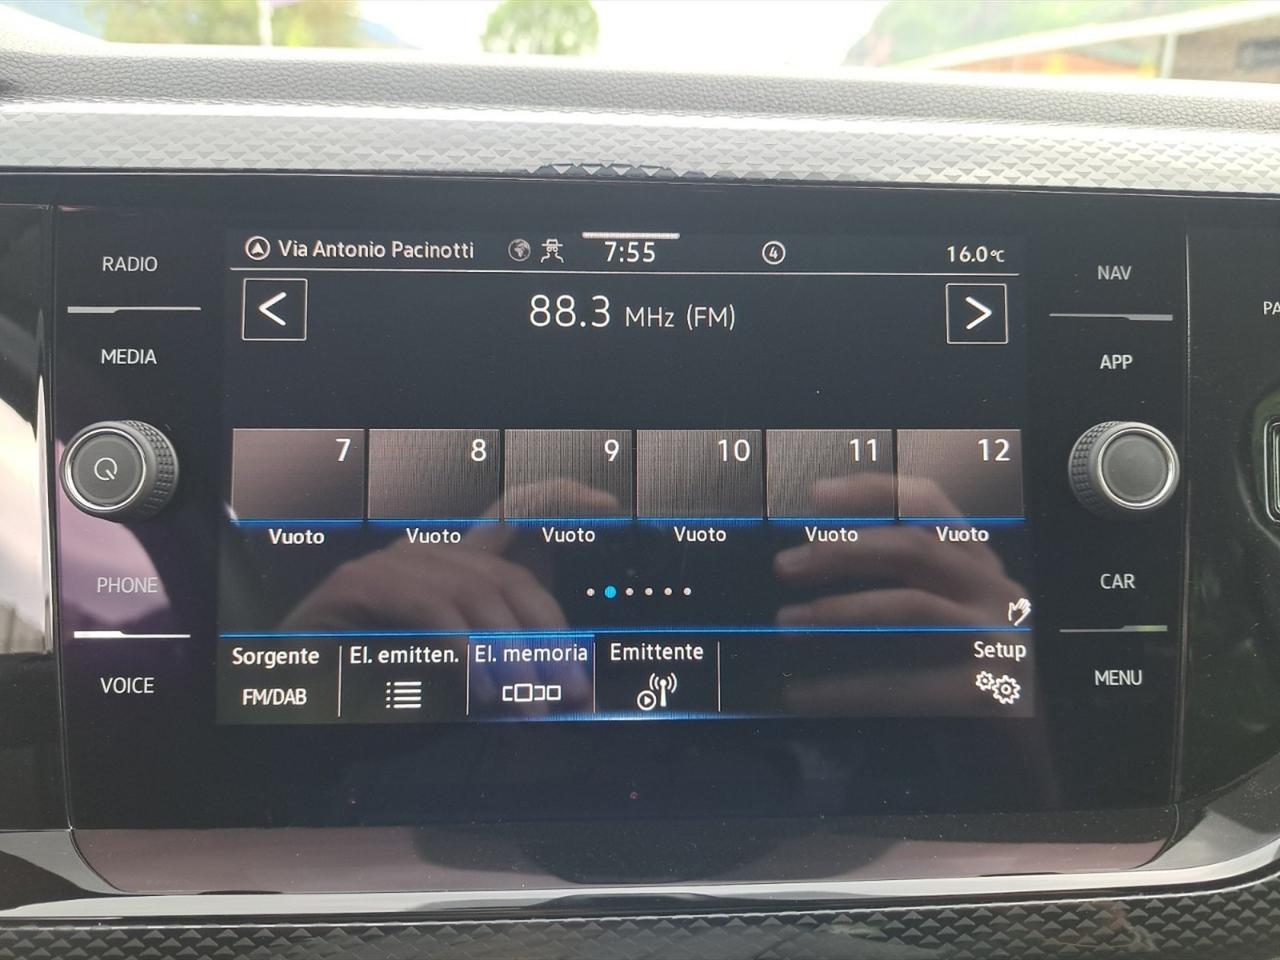 RADIO
MEDIA
PHONE
VOICE
Via Antonio Pacinotti
7:55
4
16.0°C
88.3 MHz (FM)
7 8 9 10 11 12
Vuoto Vuoto Vuoto Vuoto Vuoto Vuoto
Sorgente El. emitten. El. memoria Emittente Setup
FM/DAB
NAV
APP
CAR
MENU